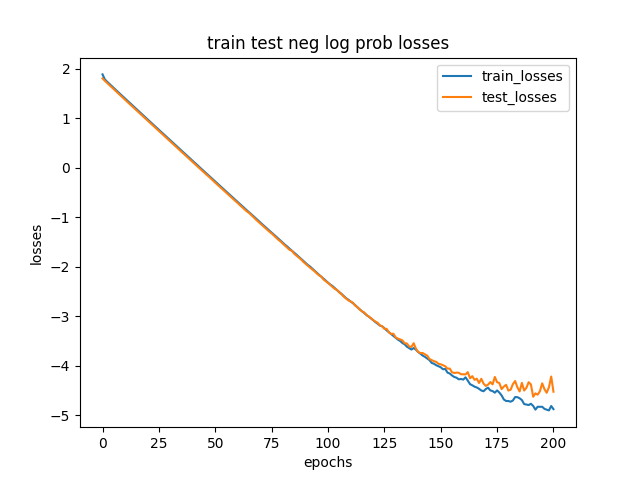 train test neg log prob losses
train_losses
test_losses
2
1
0
−1
−2
−3
−4
−5
losses
0 25 50 75 100 125 150 175 200
epochs